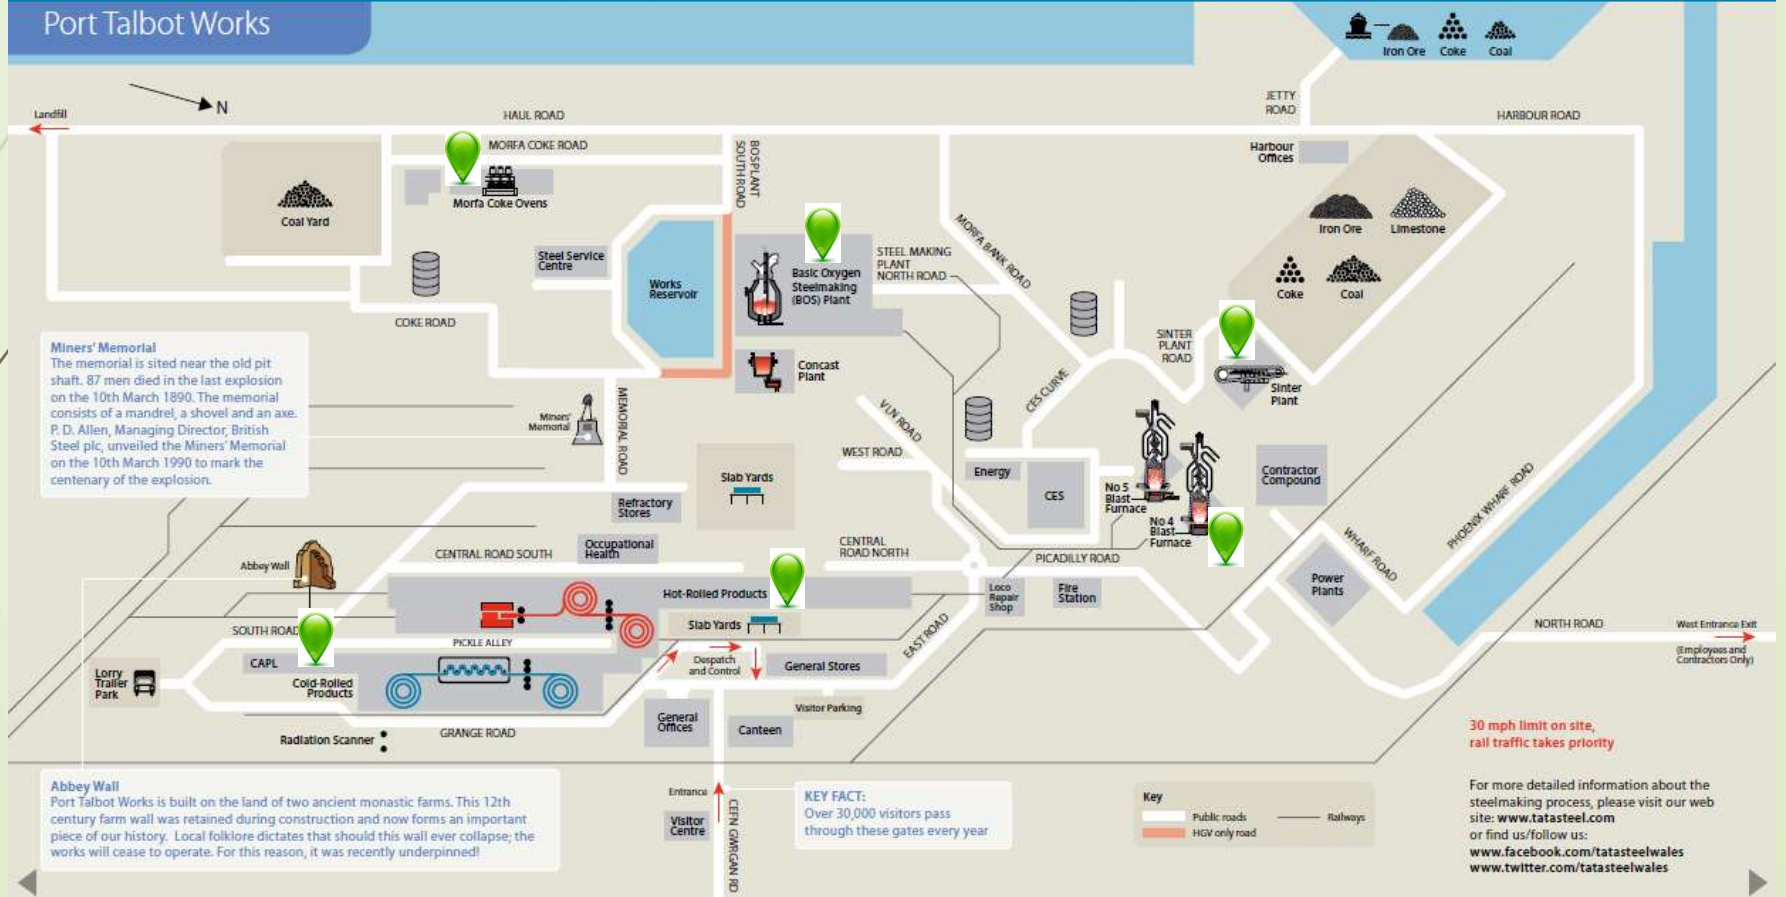 Port Talbot Works
Iron Ore
Coke
Coal
N
Landfill
HAUL ROAD
JETTY
ROAD
HARBOUR ROAD
MORFA COKE ROAD
BOSPLANT
SOUTH ROAD
Harbour
Offices
Coal Yard
Morfa Coke Ovens
MORFA BANK ROAD
Iron Ore
Limestone
Steel Service
Centre
Works
Reservoir
Basic Oxygen
Steelmaking
(BOS) Plant
STEEL MAKING
PLANT
NORTH ROAD
Coke
Coal
COKE ROAD
SINTER
PLANT
ROAD
Miners' Memorial
The memorial is sited near the old pit
shaft. 87 men died in the last explosion
on the 10th March 1890. The memorial
consists of a mandrel, a shovel and an axe.
P. D. Allen, Managing Director, British
Steel plc, unveiled the Miners' Memorial
on the 10th March 1990 to mark the
centenary of the explosion.
Concast
Plant
CES CURVE
Sinter
Plant
Miners'
Memorial
MEMORIAL ROAD
VLN ROAD
WEST ROAD
Slab Yards
Energy
CES
No 5
Blast
Furnace
No 4
Blast
Furnace
Contractor
Compound
PHOENIX WHARF ROAD
Refractory
Stores
Occupational
Health
CENTRAL ROAD SOUTH
CENTRAL
ROAD NORTH
PICADILLY ROAD
WHARF ROAD
Abbey Wall
Hot-Rolled Products
Loco
Repair
Shop
Fire
Station
Power
Plants
SOUTH ROAD
Slab Yards
EAST ROAD
NORTH ROAD
West Entrance Exit
(Employees and
Contractors Only)
PICKLE ALLEY
CAPL
Despatch
and Control
General Stores
Lorry
Trailer
Park
Cold-Rolled
Products
Visitor Parking
General
Offices
Canteen
GRANGE ROAD
Radiation Scanner
30 mph limit on site,
rail traffic takes priority
Abbey Wall
Port Talbot Works is built on the land of two ancient monastic farms. This 12th
century farm wall was retained during construction and now forms an important
piece of our history. Local folklore dictates that should this wall ever collapse; the
works will cease to operate. For this reason, it was recently underpinned!
Entrance
Visitor
Centre
CEFN GWRGAN RD
KEY FACT:
Over 30,000 visitors pass
through these gates every year
Key
Public roads
Railways
HGV only road
For more detailed information about the
steelmaking process, please visit our web
site: www.tatasteel.com
or find us/follow us:
www.facebook.com/tatasteelwales
www.twitter.com/tatasteelwales